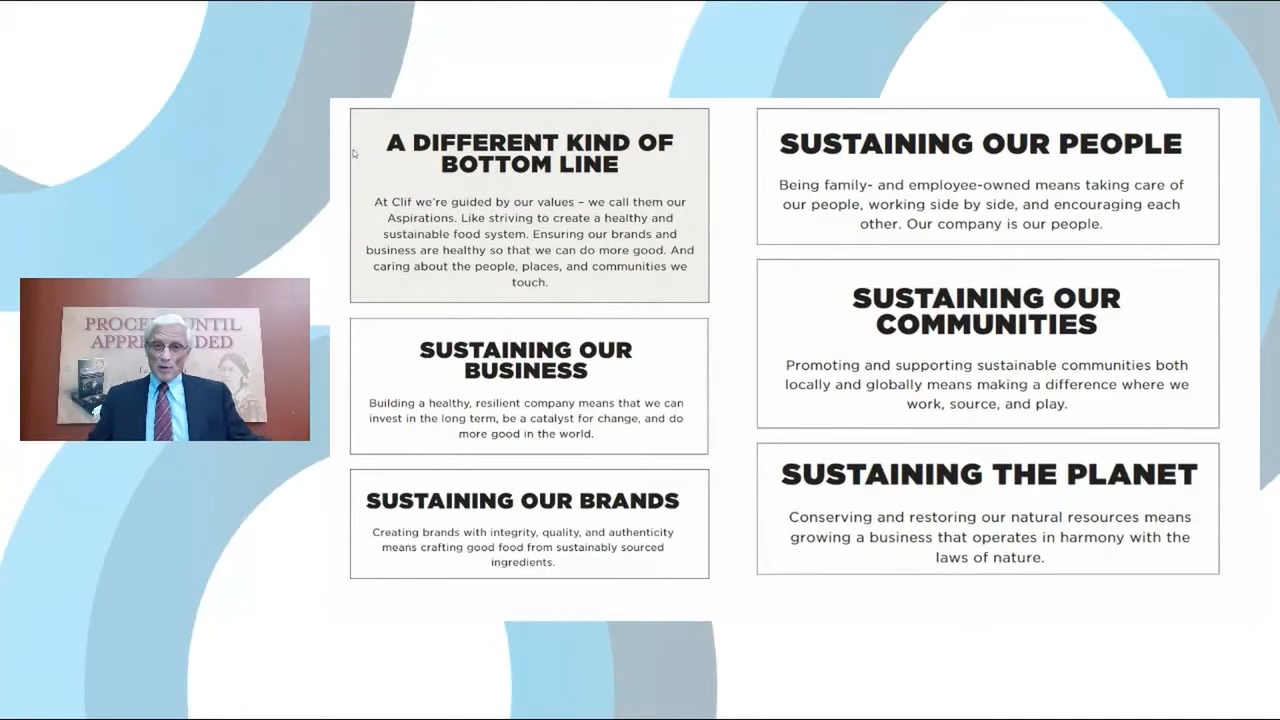 A DIFFERENT KIND OF
BOTTOM LINE
At Clif we're guided by our values – we call them our
Aspirations. Like striving to create a healthy and
sustainable food system. Ensuring our brands and
business are healthy so that we can do more good. And
caring about the people, places, and communities we
touch.
SUSTAINING OUR
BUSINESS
Building a healthy, resilient company means that we can
invest in the long term, be a catalyst for change, and do
more good in the world.
SUSTAINING OUR BRANDS
Creating brands with integrity, quality, and authenticity
means crafting good food from sustainably sourced
ingredients.
SUSTAINING OUR PEOPLE
Being family- and employee-owned means taking care of
our people, working side by side, and encouraging each
other. Our company is our people.
SUSTAINING OUR
COMMUNITIES
Promoting and supporting sustainable communities both
locally and globally means making a difference where we
work, source, and play.
SUSTAINING THE PLANET
Conserving and restoring our natural resources means
growing a business that operates in harmony with the
laws of nature.
UNTIL